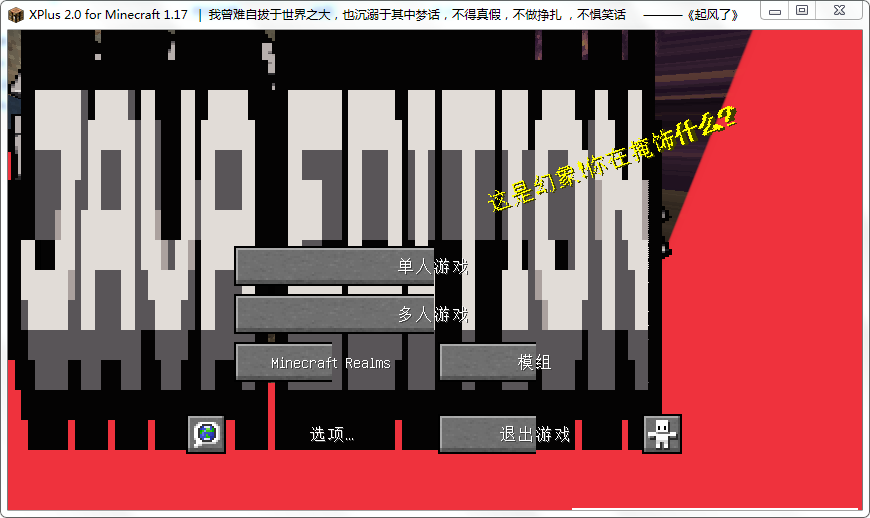 XPlus 2.0 for Minecraft 1.17 | 我曾难自拔于世界之大，也沉溺于其中梦话，不得真假，不做挣扎 ，不惧笑话 ———《起风了》
JAVA EDITION
这是幻象!你在掩饰什么?
单人游戏
多人游戏
Minecraft Realms 模组
选项… 退出游戏